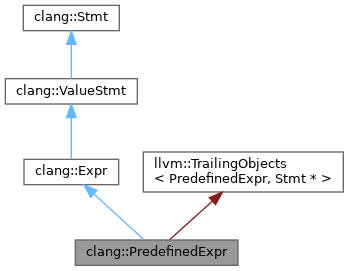 clang::Stmt
clang::ValueStmt
clang::Expr
llvm::TrailingObjects
< PredefinedExpr, Stmt * >
clang::PredefinedExpr